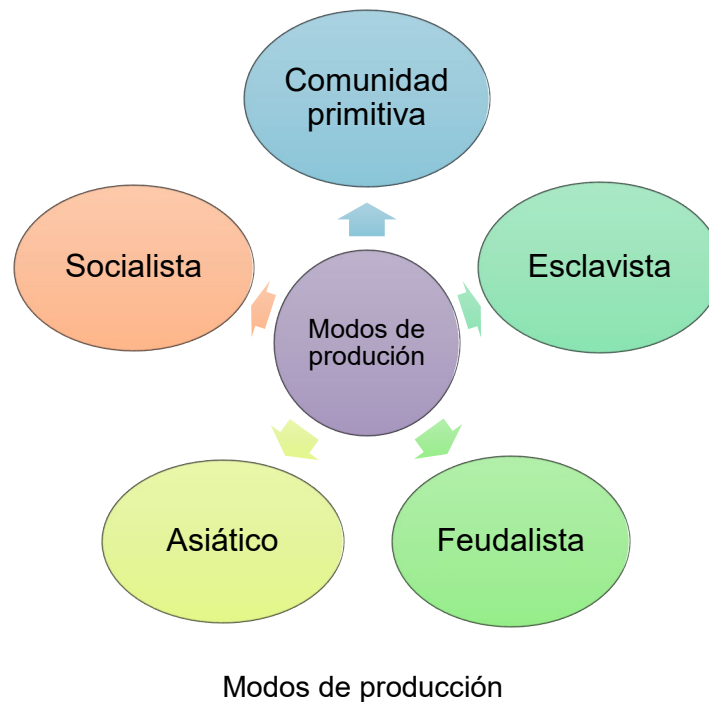 Comunidad
primitiva
Socialista
Esclavista
Modos de
produción
Asiático
Feudalista
Modos de producción